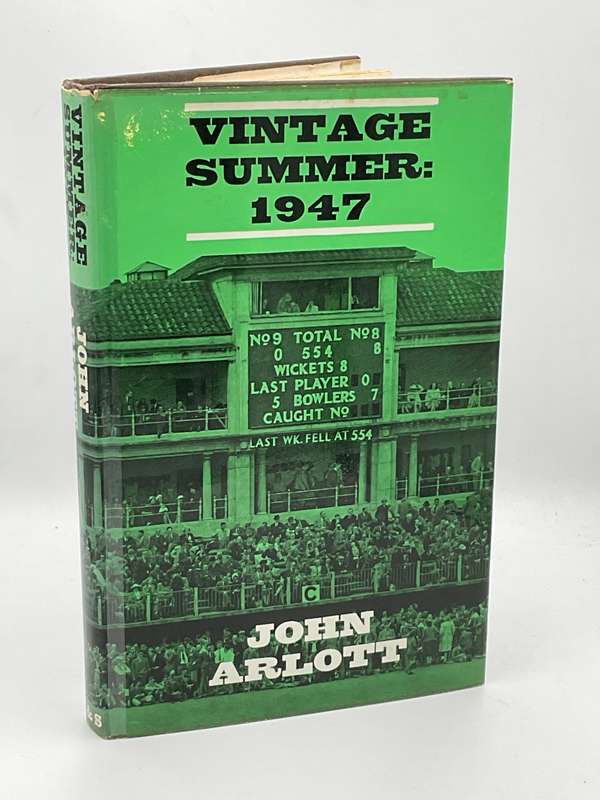 VINTAGE
SUMMER:
1947
No9 TOTAL No8
0 554 8
WICKETS 8
LAST PLAYER 0
5 BOWLERS 7
CAUGHT No
LAST WK. FELL AT 554
C
JOHN
ARLOTT
VINTAGE
SUMMER:
JOHN